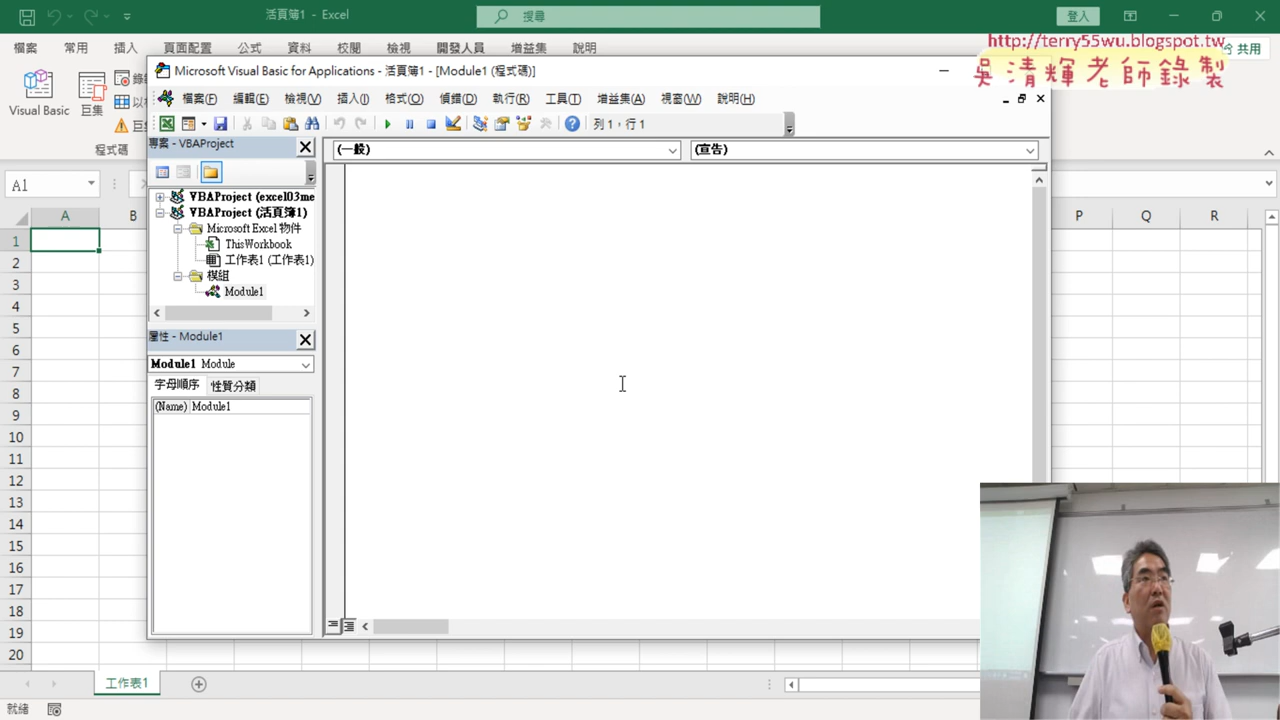 活頁簿1 - Excel
搜尋
登入
檔案 常用 插入 頁面配置 公式 資料 校閱 檢視 開發人員 增益集 說明
共用
http://terry55wu.blogspot.tw
吳清輝老師錄製
Visual Basic
巨集
程式碼
Microsoft Visual Basic for Applications - 活頁簿1 - [Module1 (程式碼)]
檔案(F) 編輯(E) 檢視(V) 插入(I) 格式(O) 偵錯(D) 執行(R) 工具(T) 增益集(A) 視窗(W) 說明(H)
列 1，行 1
專案 - VBAProject
(一般)
(宣告)
VBAProject (excel03me
VBAProject (活頁簿1)
Microsoft Excel 物件
ThisWorkbook
工作表1 (工作表1)
模組
Module1
屬性 - Module1
Module1 Module
字母順序 性質分類
(Name) Module1
A1
A B P Q R
1
2
3
4
5
6
7
8
9
10
11
12
13
14
15
16
17
18
19
20
工作表1
就緒